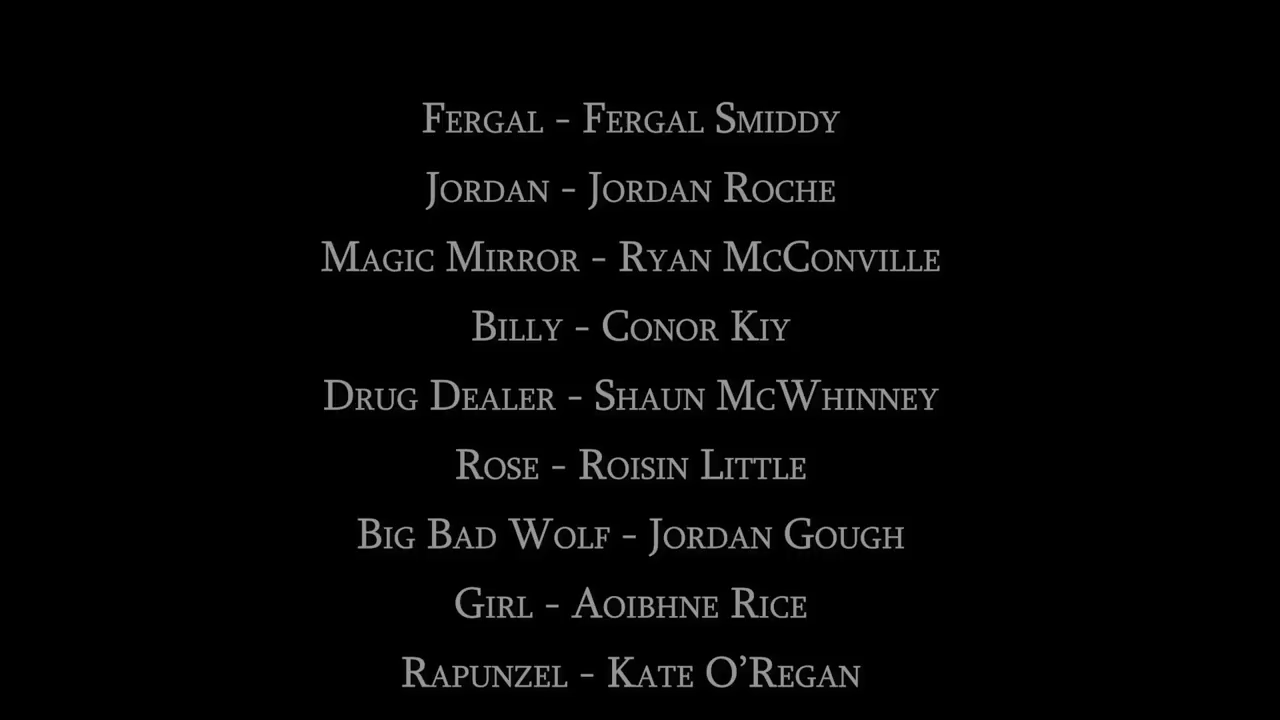 Fergal - Fergal Smiddy
Jordan - Jordan Roche
Magic Mirror - Ryan McConville
Billy - Conor Kiy
Drug Dealer - Shaun McWhinney
Rose - Roisin Little
Big Bad Wolf - Jordan Gough
Girl - Aoibhne Rice
Rapunzel - Kate O’Regan